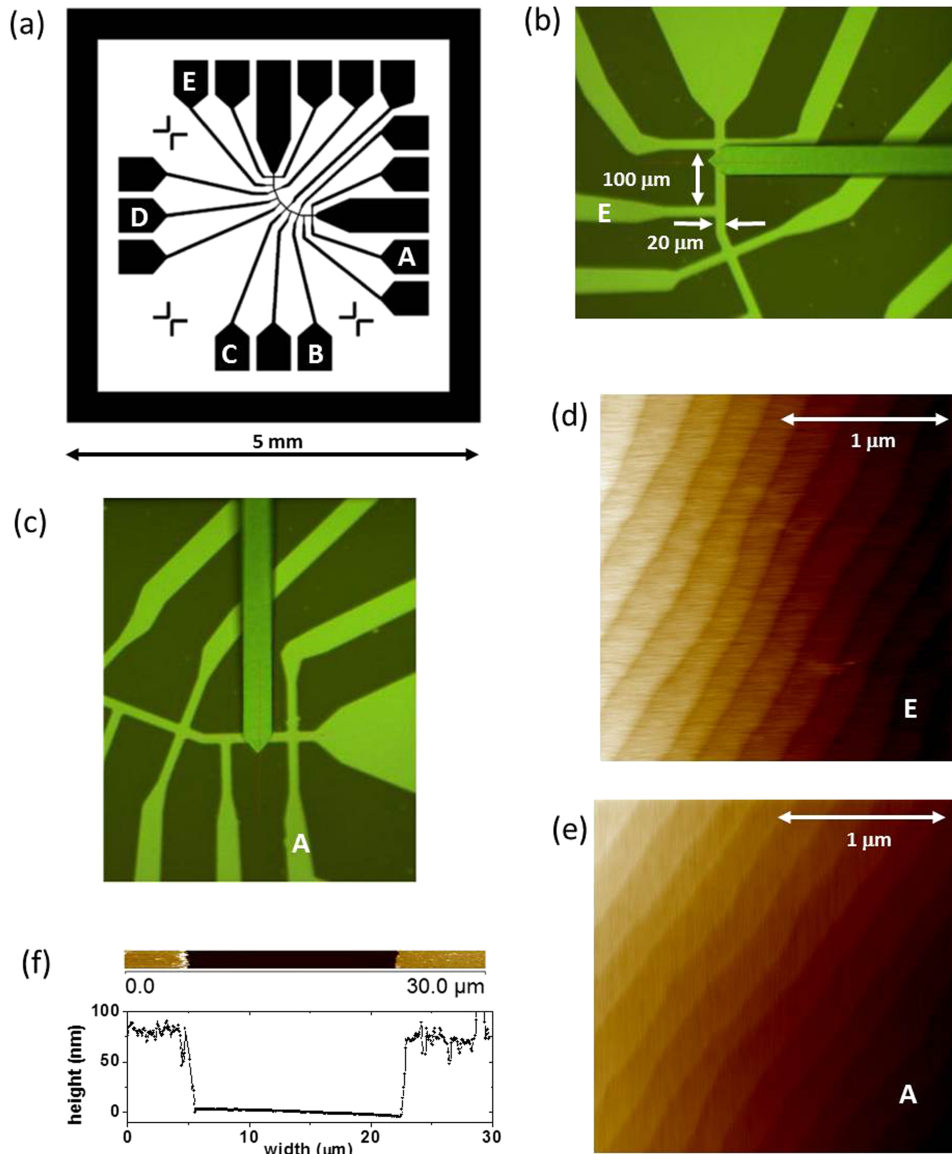 (a)
E
D
A
C
B
5 mm
(b)
100 µm
E
20 µm
(c)
A
(d)
1 µm
E
(e)
1 µm
A
(f)
0.0
30.0 µm
100
50
0
height (nm)
0
10
20
30
width (µm)